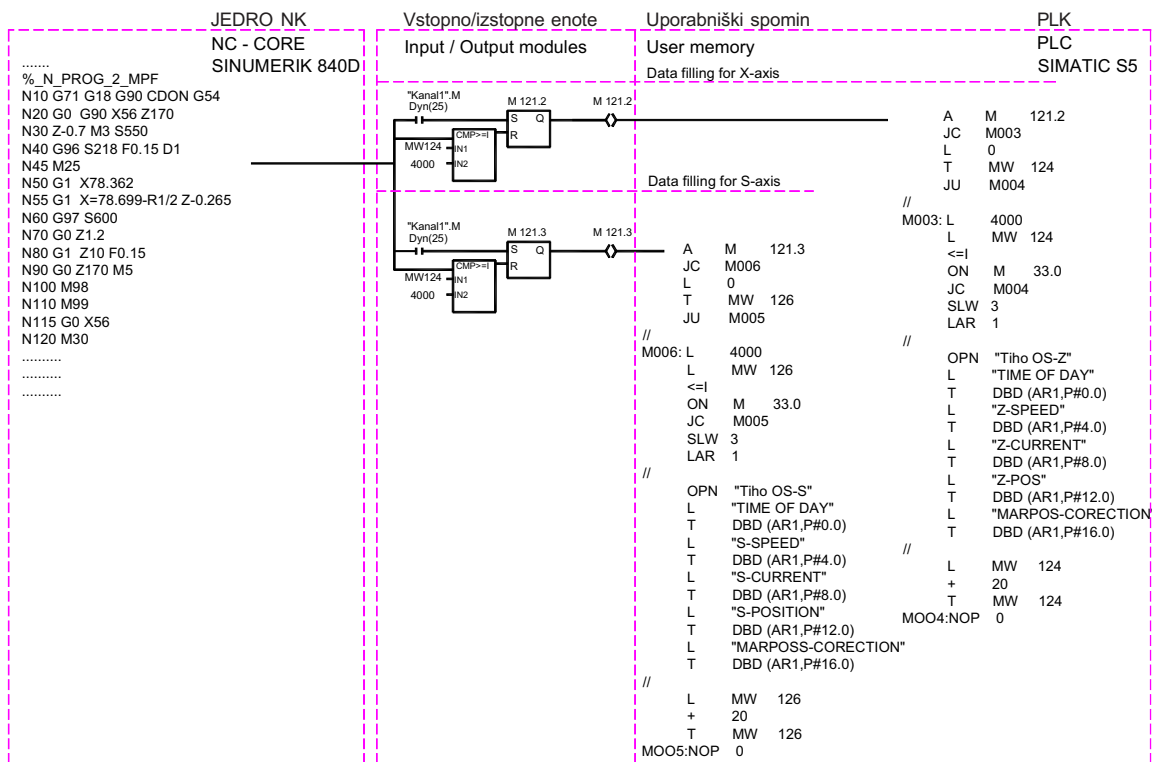 JEDRO NK
Vstopno/izstopne enote
Uporabniški spomin
PLK
NC - CORE
SINUMERIK 840D
Input / Output modules
User memory
PLC
SIMATIC S5
.......
%_N_PROG_2_MPF
N10 G71 G18 G90 CDON G54
N20 G0 G90 X56 Z170
N30 Z-0.7 M3 S550
N40 G96 S218 F0.15 D1
N45 M25
N50 G1 X78.362
N55 G1 X=78.699-R1/2 Z-0.265
N60 G97 S600
N70 G0 Z1.2
N80 G1 Z10 F0.15
N90 G0 Z170 M5
N100 M98
N110 M99
N115 G0 X56
N120 M30
..........
..........
..........
"Kanal1".M
Dyn(25)
M 121.2
M 121.2
S Q
R
CMP>=I
MW124
IN1
4000
IN2
"Kanal1".M
Dyn(25)
M 121.3
M 121.3
S Q
R
CMP>=I
MW124
IN1
4000
IN2
Data filling for X-axis
Data filling for S-axis
A M 121.3
JC M006
L 0
T MW 126
JU M005
//
M006: L 4000
L MW 126
<=I
ON M 33.0
JC M005
SLW 3
LAR 1
//
OPN "Tiho OS-S"
L "TIME OF DAY"
T DBD (AR1,P#0.0)
L "S-SPEED"
T DBD (AR1,P#4.0)
L "S-CURRENT"
T DBD (AR1,P#8.0)
L "S-POSITION"
T DBD (AR1,P#12.0)
L "MARPOSS-CORECTION"
T DBD (AR1,P#16.0)
//
L MW 126
+ 20
T MW 126
MOO5:NOP 0
A M 121.2
JC M003
L 0
T MW 124
JU M004
//
M003: L 4000
L MW 124
<=I
ON M 33.0
JC M004
SLW 3
LAR 1
//
OPN "Tiho OS-Z"
L "TIME OF DAY"
T DBD (AR1,P#0.0)
L "Z-SPEED"
T DBD (AR1,P#4.0)
L "Z-CURRENT"
T DBD (AR1,P#8.0)
L "Z-POS"
T DBD (AR1,P#12.0)
L "MARPOS-CORECTION"
T DBD (AR1,P#16.0)
//
L MW 124
+ 20
T MW 124
MOO4:NOP 0